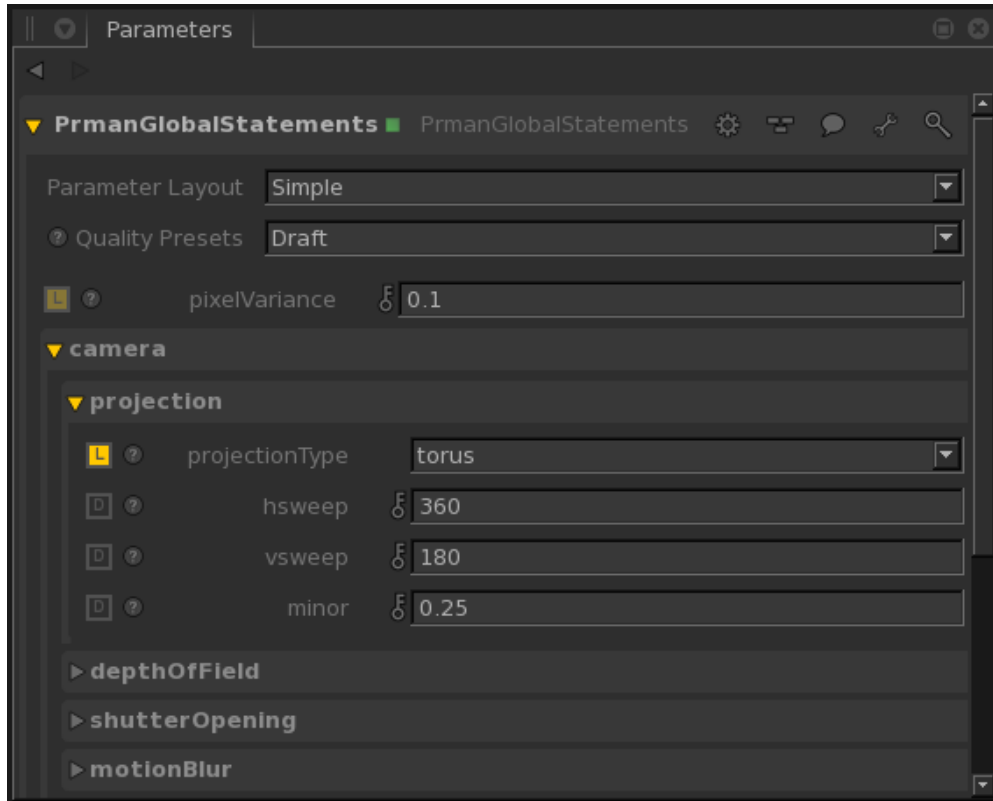 Parameters
PrmanGlobalStatements PrmanGlobalStatements
Parameter Layout Simple
? Quality Presets Draft
L ? pixelVariance 0.1
camera
projection
L ? projectionType torus
D ? hsweep 360
D ? vsweep 180
D ? minor 0.25
depthOfField
shutterOpening
motionBlur